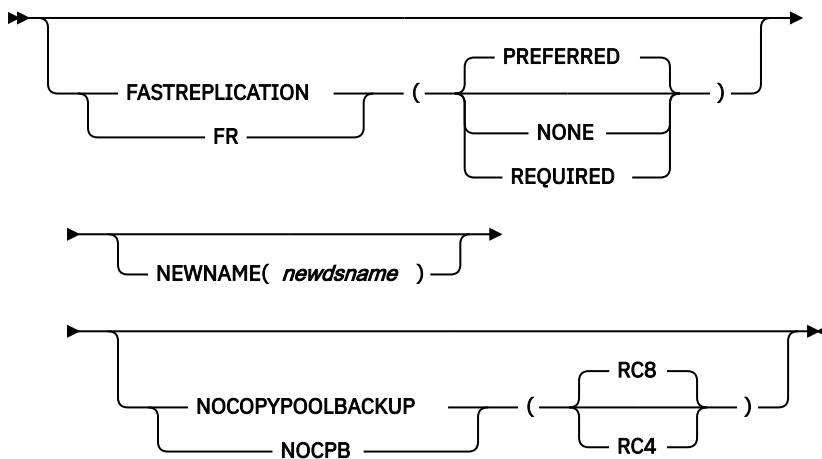 PREFERRED
FASTREPLICATION ( )
FR
NONE
REQUIRED
NEWNAME( newdsname )
RC8
NOCOPYPOOLBACKUP ( )
NOCPB
RC4